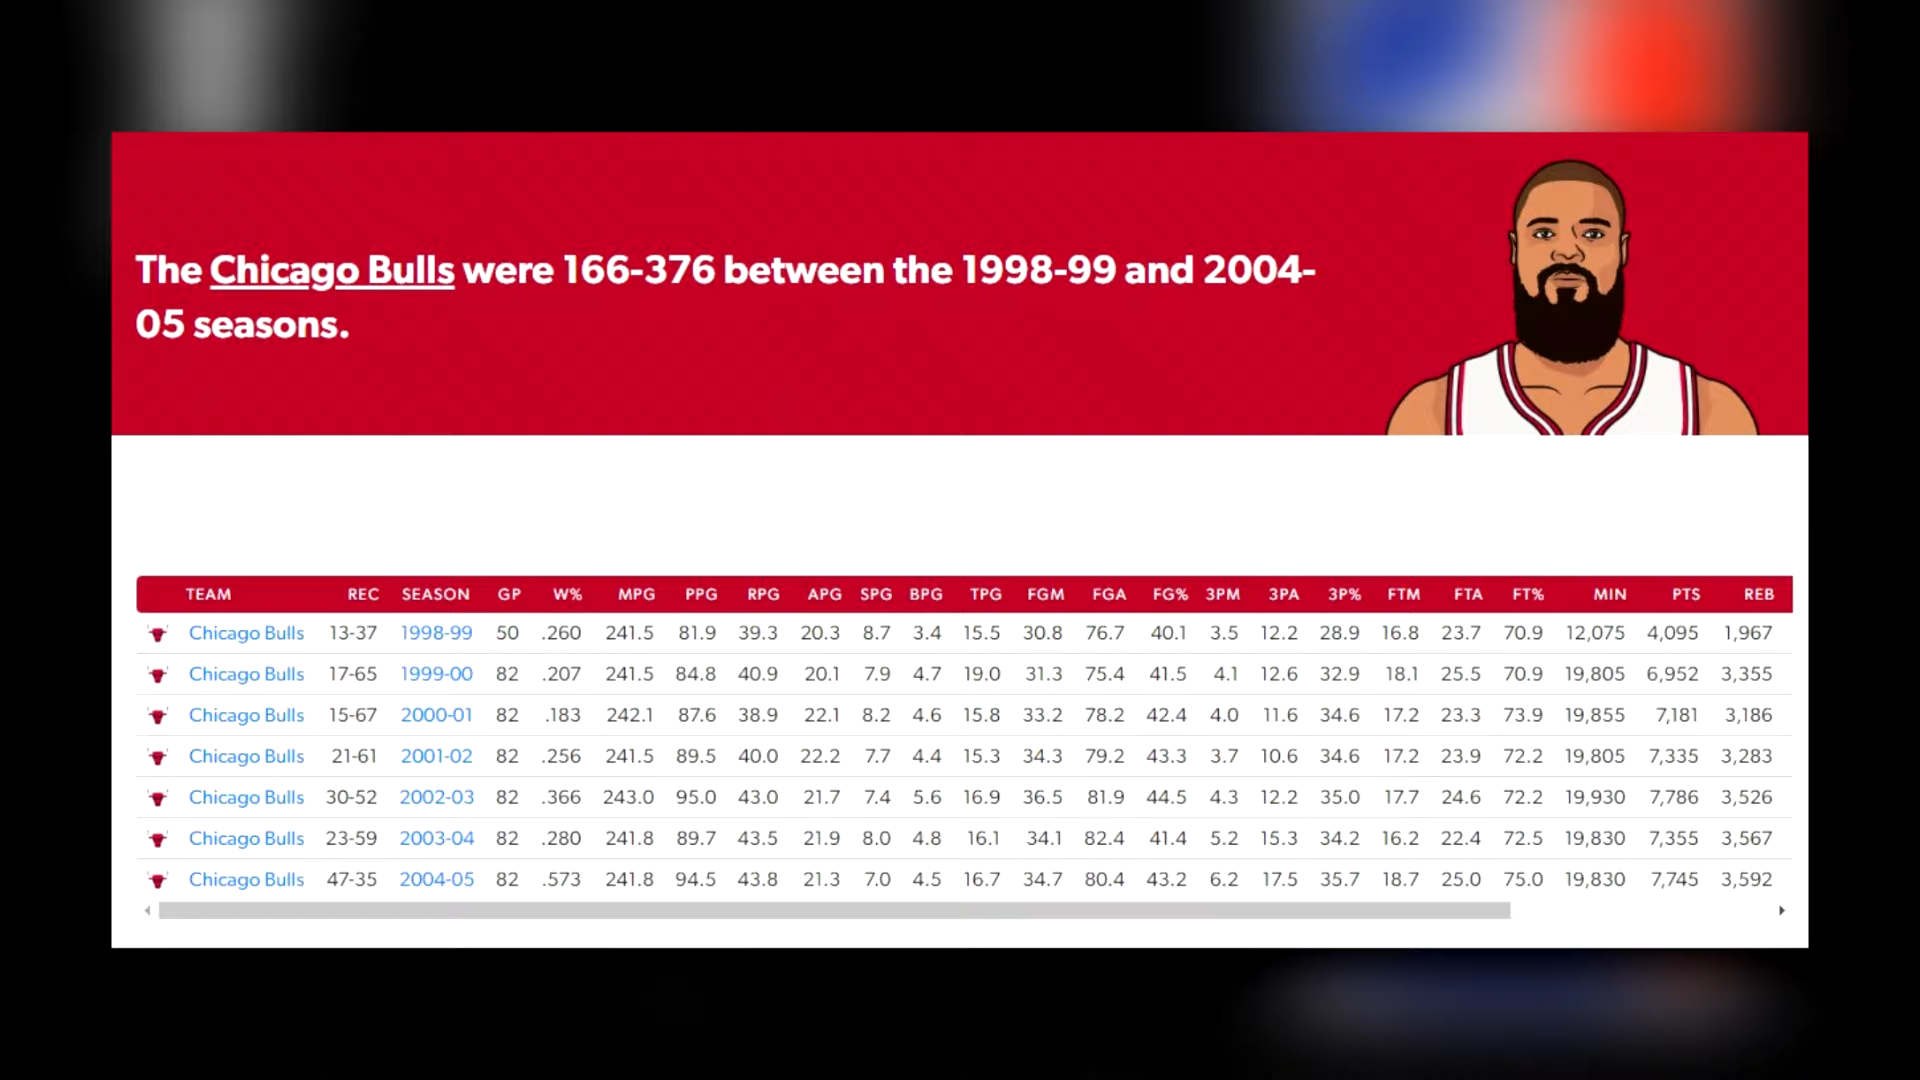 The Chicago Bulls were 166-376 between the 1998-99 and 2004-
05 seasons.
TEAM REC SEASON GP W% MPG PPG RPG APG SPG BPG TPG FGM FGA FG% 3PM 3PA 3P% FTM FTA FT% MIN PTS REB
Chicago Bulls 13-37 1998-99 50 .260 241.5 81.9 39.3 20.3 8.7 3.4 15.5 30.8 76.7 40.1 3.5 12.2 28.9 16.8 23.7 70.9 12,075 4,095 1,967
Chicago Bulls 17-65 1999-00 82 .207 241.5 84.8 40.9 20.1 7.9 4.7 19.0 31.3 75.4 41.5 4.1 12.6 32.9 18.1 25.5 70.9 19,805 6,952 3,355
Chicago Bulls 15-67 2000-01 82 .183 242.1 87.6 38.9 22.1 8.2 4.6 15.8 33.2 78.2 42.4 4.0 11.6 34.6 17.2 23.3 73.9 19,855 7,181 3,186
Chicago Bulls 21-61 2001-02 82 .256 241.5 89.5 40.0 22.2 7.7 4.4 15.3 34.3 79.2 43.3 3.7 10.6 34.6 17.2 23.9 72.2 19,805 7,335 3,283
Chicago Bulls 30-52 2002-03 82 .366 243.0 95.0 43.0 21.7 7.4 5.6 16.9 36.5 81.9 44.5 4.3 12.2 35.0 17.7 24.6 72.2 19,930 7,786 3,526
Chicago Bulls 23-59 2003-04 82 .280 241.8 89.7 43.5 21.9 8.0 4.8 16.1 34.1 82.4 41.4 5.2 15.3 34.2 16.2 22.4 72.5 19,830 7,355 3,567
Chicago Bulls 47-35 2004-05 82 .573 241.8 94.5 43.8 21.3 7.0 4.5 16.7 34.7 80.4 43.2 6.2 17.5 35.7 18.7 25.0 75.0 19,830 7,745 3,592